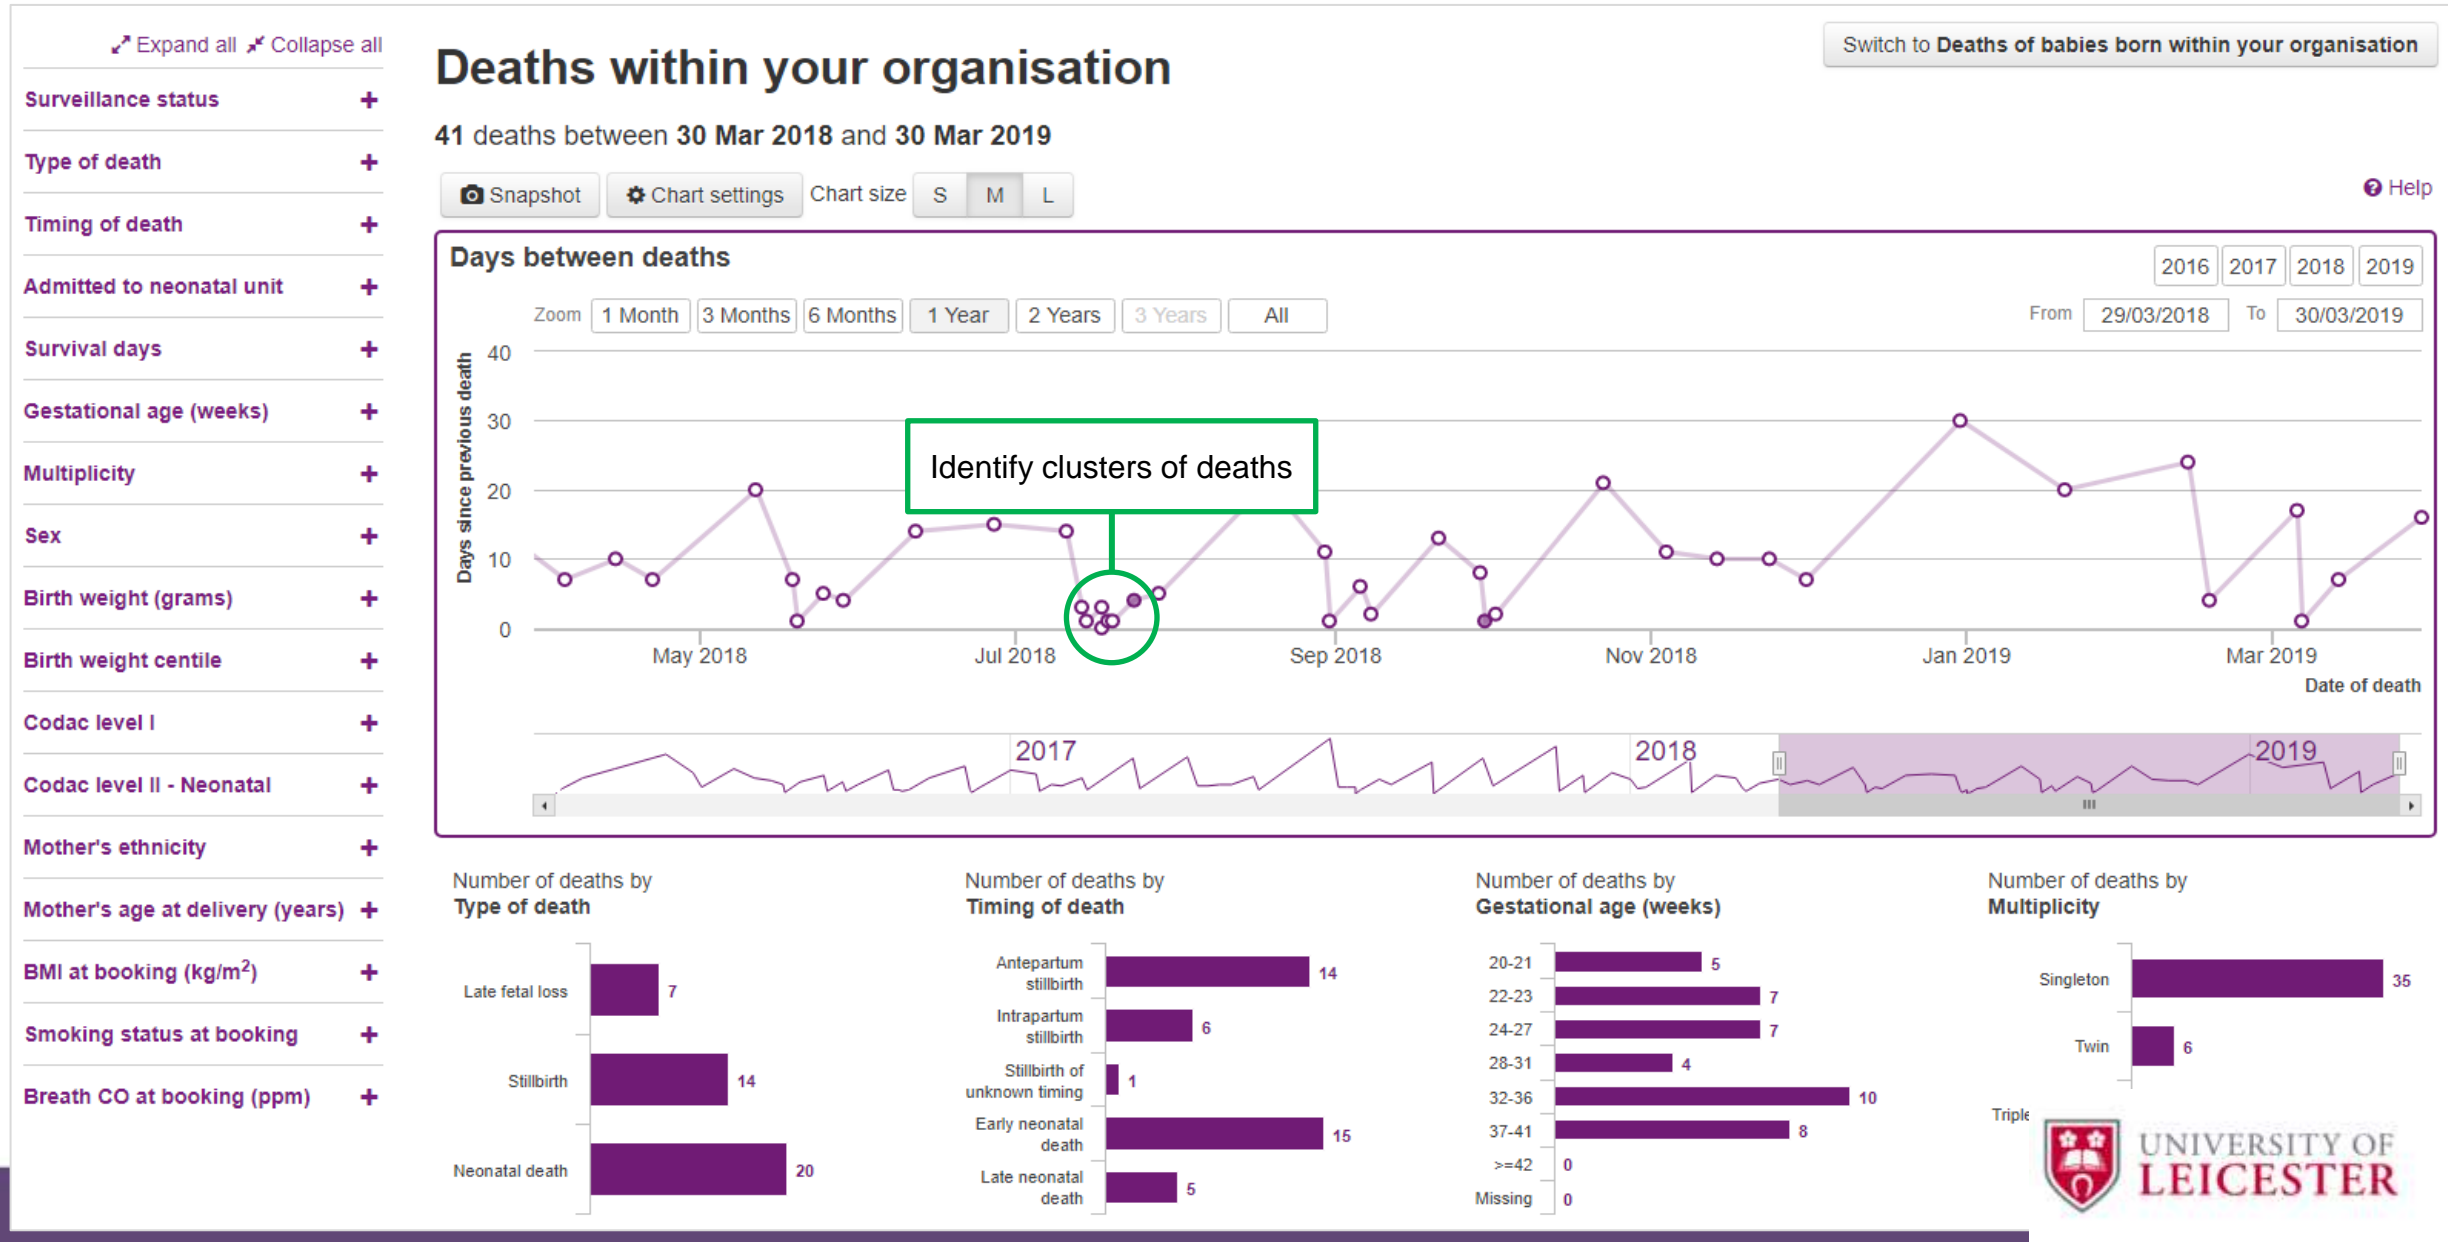 Expand all Collapse all
Surveillance status
Type of death
Timing of death
Admitted to neonatal unit
Survival days
Gestational age (weeks)
Multiplicity
Sex
Birth weight (grams)
Birth weight centile
Codac level I
Codac level II - Neonatal
Mother's ethnicity
Mother's age at delivery (years)
BMI at booking (kg/m²)
Smoking status at booking
Breath CO at booking (ppm)
Deaths within your organisation
Switch to Deaths of babies born within your organisation
41 deaths between 30 Mar 2018 and 30 Mar 2019
Snapshot Chart settings Chart size S M L
Help
Days between deaths
2016 2017 2018 2019
Zoom 1 Month 3 Months 6 Months 1 Year 2 Years 3 Years All
From 29/03/2018 To 30/03/2019
Days since previous death
40
30
20
10
0
Identify clusters of deaths
May 2018 Jul 2018 Sep 2018 Nov 2018 Jan 2019 Mar 2019
Date of death
2017 2018 2019
Number of deaths by
Type of death
Late fetal loss 7
Stillbirth 14
Neonatal death 20
Number of deaths by
Timing of death
Antepartum
stillbirth 14
Intrapartum
stillbirth 6
Stillbirth of
unknown timing 1
Early neonatal
death 15
Late neonatal
death 5
Number of deaths by
Gestational age (weeks)
20-21 5
22-23 7
24-27 7
28-31 4
32-36 10
37-41 8
>=42 0
Missing 0
Number of deaths by
Multiplicity
Singleton 35
Twin 6
Triple
UNIVERSITY OF
LEICESTER